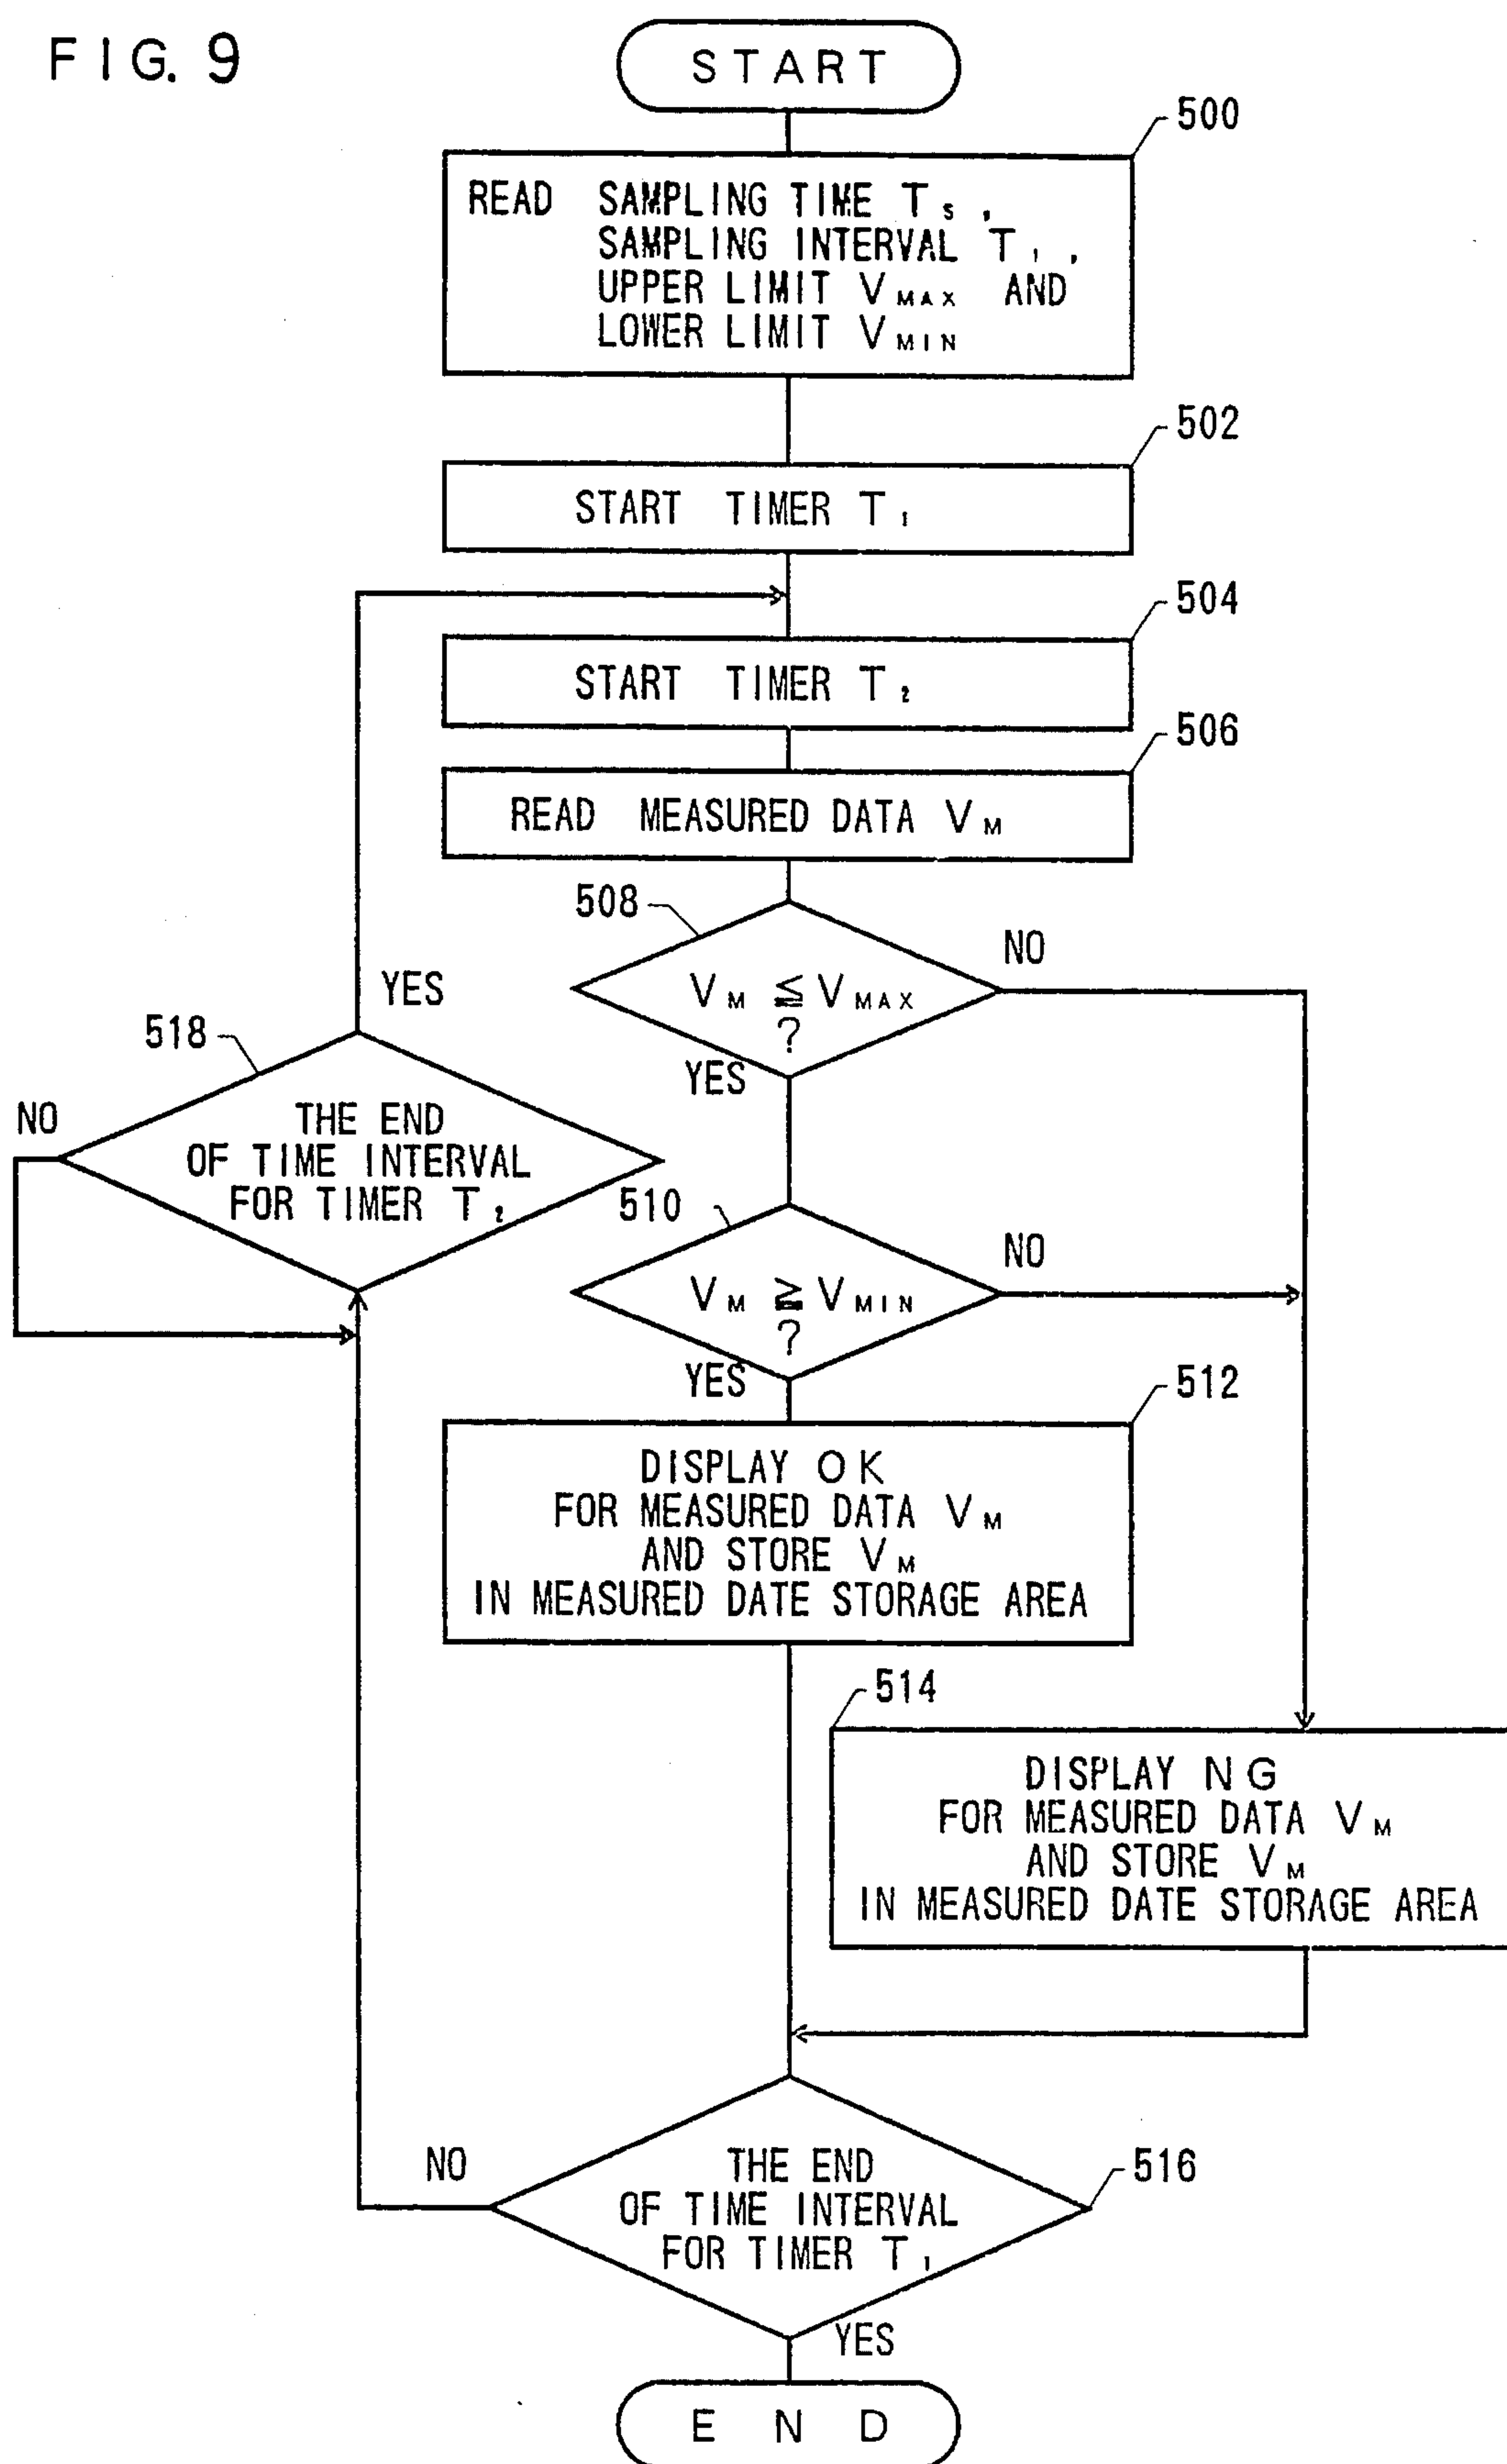 FIG. 9
START
500
READ SAMPLING TIME Ts,
SAMPLING INTERVAL T1,
UPPER LIMIT VMAX AND
LOWER LIMIT VMIN
502
START TIMER T1
504
START TIMER T2
506
READ MEASURED DATA VM
508
VM ≦ VMAX
?
NO
YES
518
YES
NO
THE END
OF TIME INTERVAL
FOR TIMER T2
510
VM ≧ VMIN
?
NO
YES
512
DISPLAY OK
FOR MEASURED DATA VM
AND STORE VM
IN MEASURED DATE STORAGE AREA
514
DISPLAY NG
FOR MEASURED DATA VM
AND STORE VM
IN MEASURED DATE STORAGE AREA
516
NO
THE END
OF TIME INTERVAL
FOR TIMER T1
YES
END